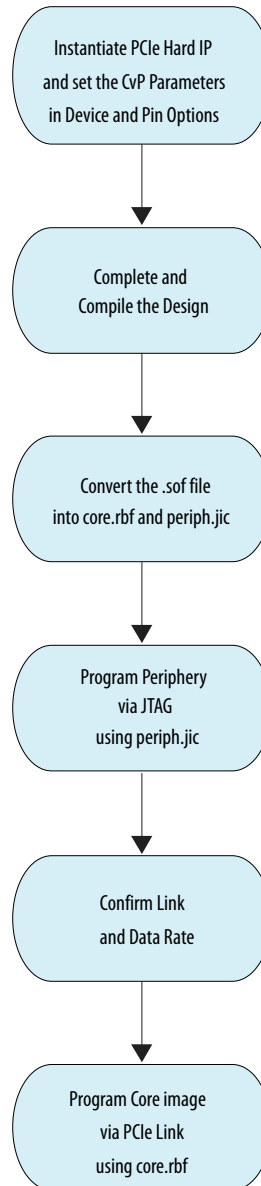 Instantiate PCIe Hard IP
and set the CvP Parameters
in Device and Pin Options
Complete and
Compile the Design
Convert the .sof file
into core.rbf and periph.jic
Program Periphery
via JTAG
using periph.jic
Confirm Link
and Data Rate
Program Core image
via PCIe Link
using core.rbf